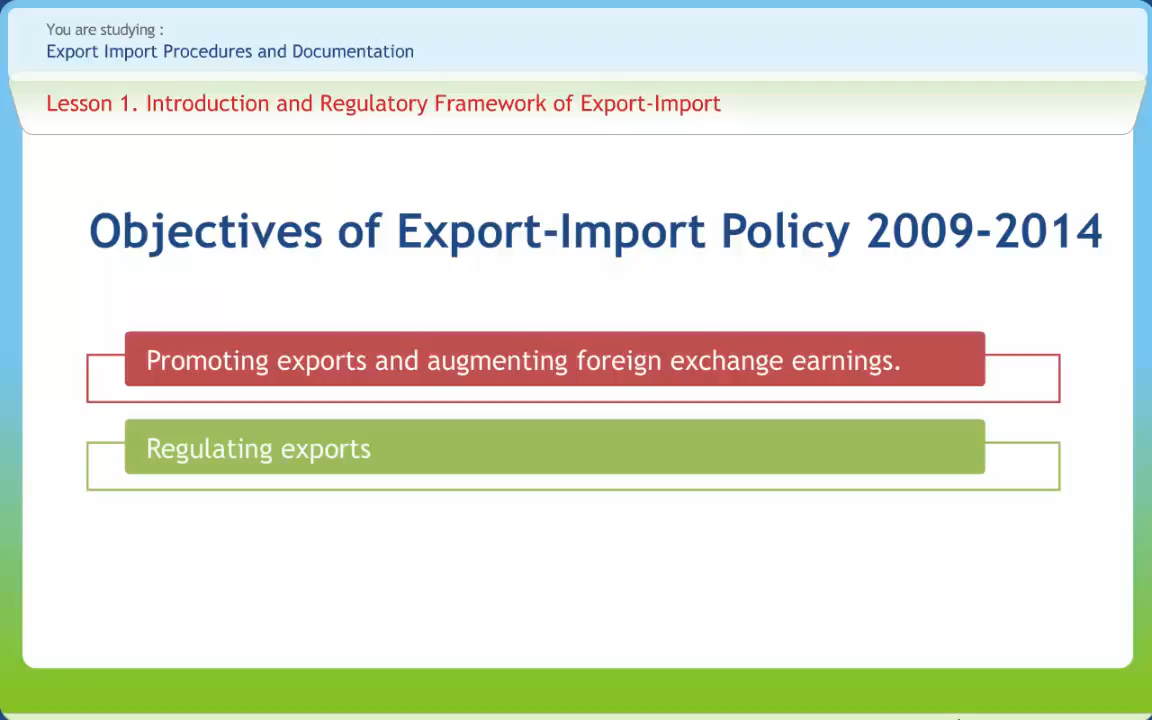 You are studying :
Export Import Procedures and Documentation
Lesson 1. Introduction and Regulatory Framework of Export-Import
Objectives of Export-Import Policy 2009-2014
Promoting exports and augmenting foreign exchange earnings.
Regulating exports